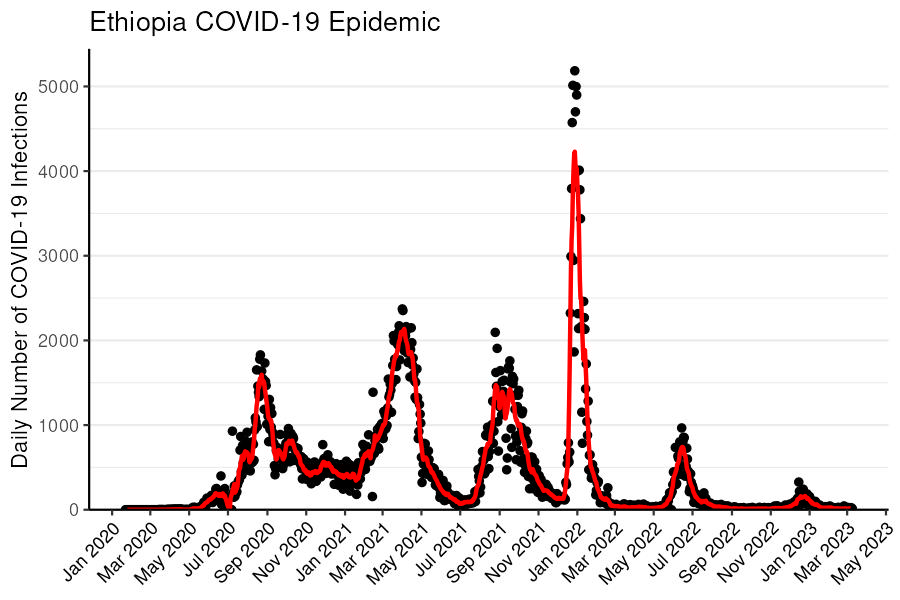 Ethiopia COVID-19 Epidemic
Daily Number of COVID-19 Infections
5000
4000
3000
2000
1000
0
Jan 2020
Mar 2020
May 2020
Jul 2020
Sep 2020
Nov 2020
Jan 2021
Mar 2021
May 2021
Jul 2021
Sep 2021
Nov 2021
Jan 2022
Mar 2022
May 2022
Jul 2022
Sep 2022
Nov 2022
Jan 2023
Mar 2023
May 2023